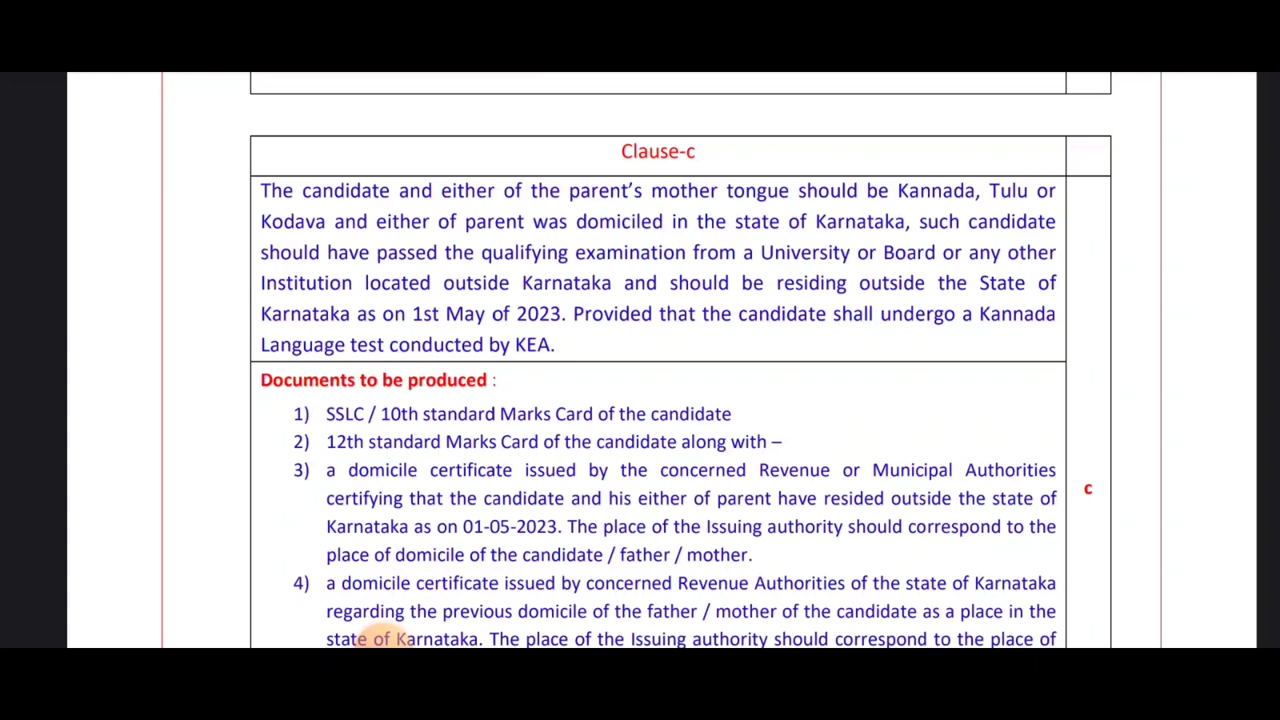 Clause-c
The candidate and either of the parent’s mother tongue should be Kannada, Tulu or
Kodava and either of parent was domiciled in the state of Karnataka, such candidate
should have passed the qualifying examination from a University or Board or any other
Institution located outside Karnataka and should be residing outside the State of
Karnataka as on 1st May of 2023. Provided that the candidate shall undergo a Kannada
Language test conducted by KEA.
Documents to be produced :
1) SSLC / 10th standard Marks Card of the candidate
2) 12th standard Marks Card of the candidate along with –
3) a domicile certificate issued by the concerned Revenue or Municipal Authorities
certifying that the candidate and his either of parent have resided outside the state of
c
Karnataka as on 01-05-2023. The place of the Issuing authority should correspond to the
place of domicile of the candidate / father / mother.
4) a domicile certificate issued by concerned Revenue Authorities of the state of Karnataka
regarding the previous domicile of the father / mother of the candidate as a place in the
state of Karnataka. The place of the Issuing authority should correspond to the place of